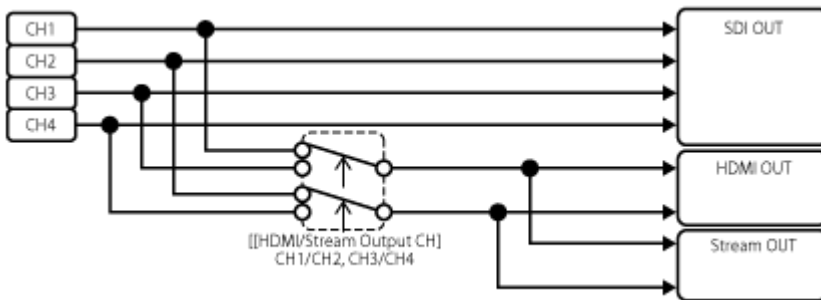 CH1
SDI OUT
CH2
CH3
CH4
HDMI OUT
[[HDMI/Stream Output CH]
CH1/CH2, CH3/CH4
Stream OUT